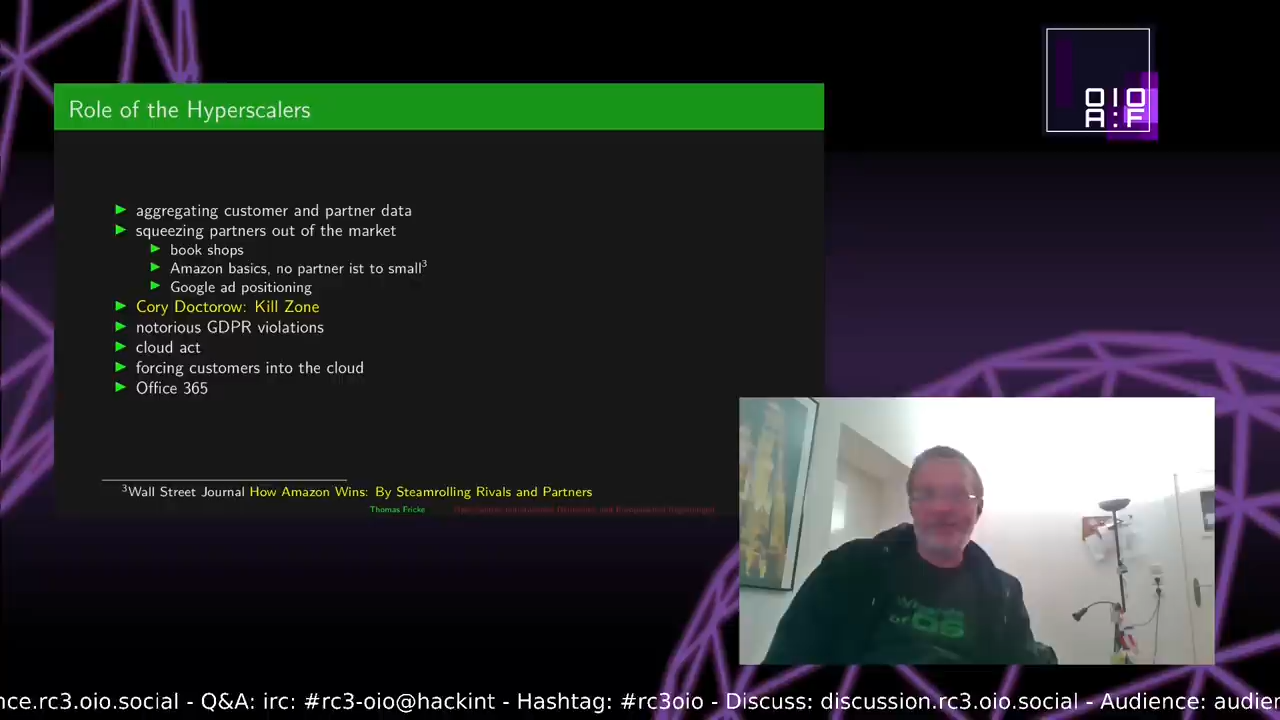 Role of the Hyperscalers
OIO
A:F
aggregating customer and partner data
squeezing partners out of the market
book shops
Amazon basics, no partner ist to small3
Google ad positioning
Cory Doctorow: Kill Zone
notorious GDPR violations
cloud act
forcing customers into the cloud
Office 365
3Wall Street Journal How Amazon Wins: By Steamrolling Rivals and Partners
Thomas Fricke
nce.rc3.oio.social - Q&A: irc: #rc3-oio@hackint - Hashtag: #rc3oio - Discuss: discussion.rc3.oio.social - Audience: audien